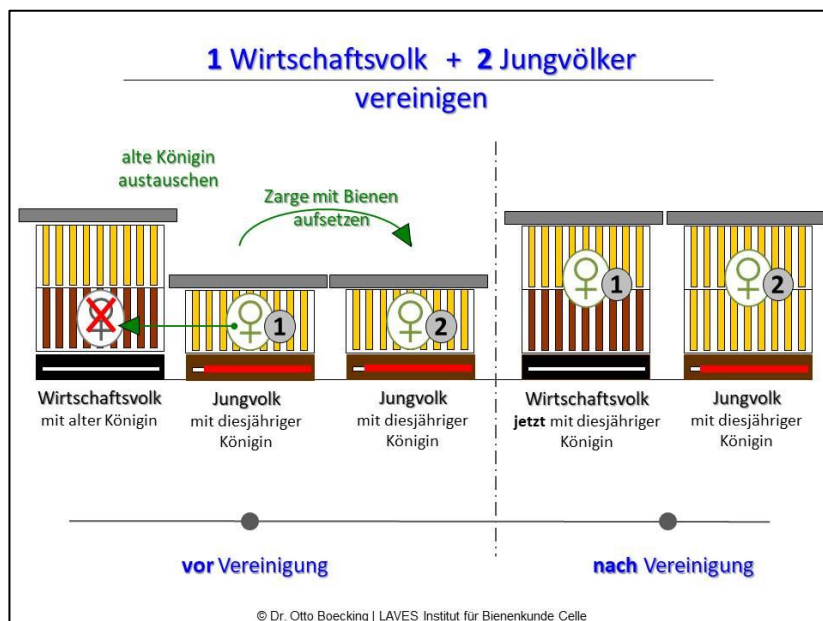 1 Wirtschaftsvolk + 2 Jungvölker
vereinigen
alte Königin
austauschen
Zarge mit Bienen
aufsetzen
1
2
1
2
Wirtschaftsvolk
mit alter Königin
Jungvolk
mit diesjähriger
Königin
Jungvolk
mit diesjähriger
Königin
Wirtschaftsvolk
jetzt mit diesjähriger
Königin
Jungvolk
mit diesjähriger
Königin
vor Vereinigung
nach Vereinigung
© Dr. Otto Boecking | LAVES Institut für Bienenkunde Celle